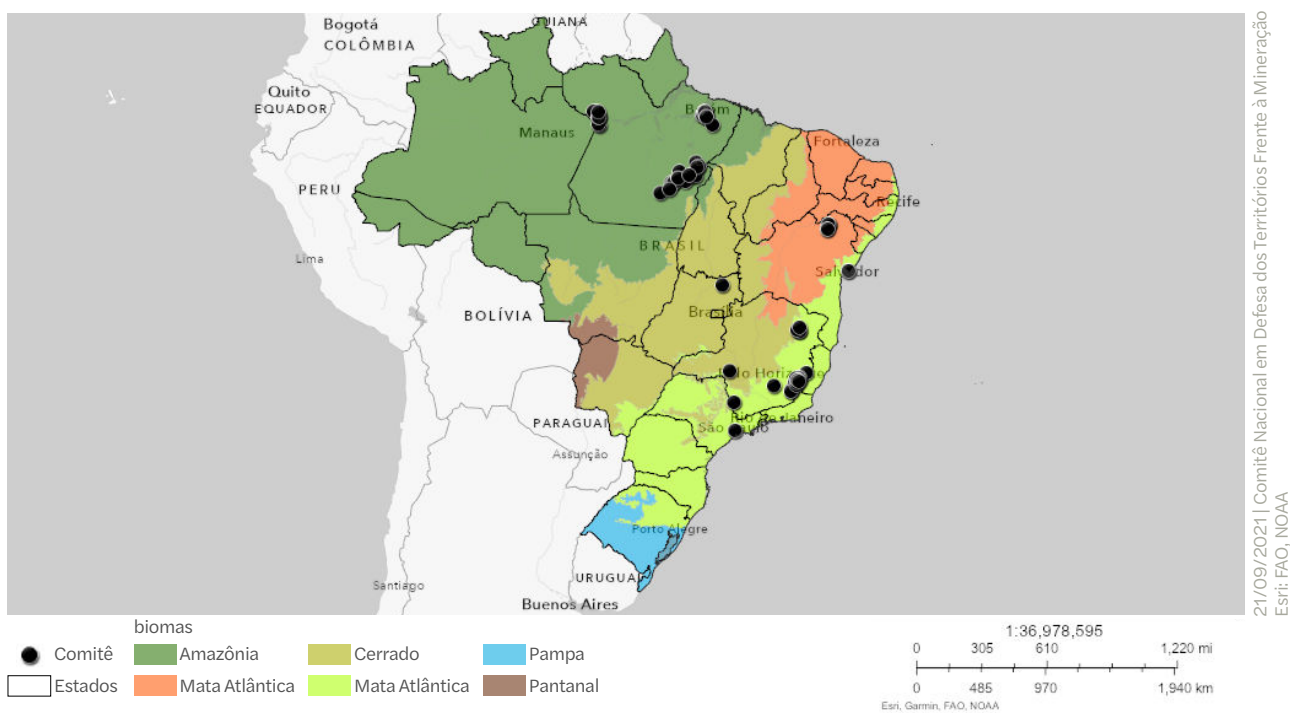 Bogotá
COLÔMBIA
GUIANA
Quito
EQUADOR
Manaus
Belém
Fortaleza
PERU
Recife
BRASIL
Lima
Salvador
BOLÍVIA
Brasília
Belo Horizonte
PARAGUAI
Rio de Janeiro
São Paulo
Assunção
Porto Alegre
Santiago
URUGUAI
Buenos Aires
21/09/2021 | Comitê Nacional em Defesa dos Territórios Frente à Mineração
Esri: FAO, NOAA
biomas
Comitê Amazônia Cerrado Pampa
Estados Mata Atlântica Mata Atlântica Pantanal
1:36,978,595
0 305 610 1,220 mi
0 485 970 1,940 km
Esri, Garmin, FAO, NOAA